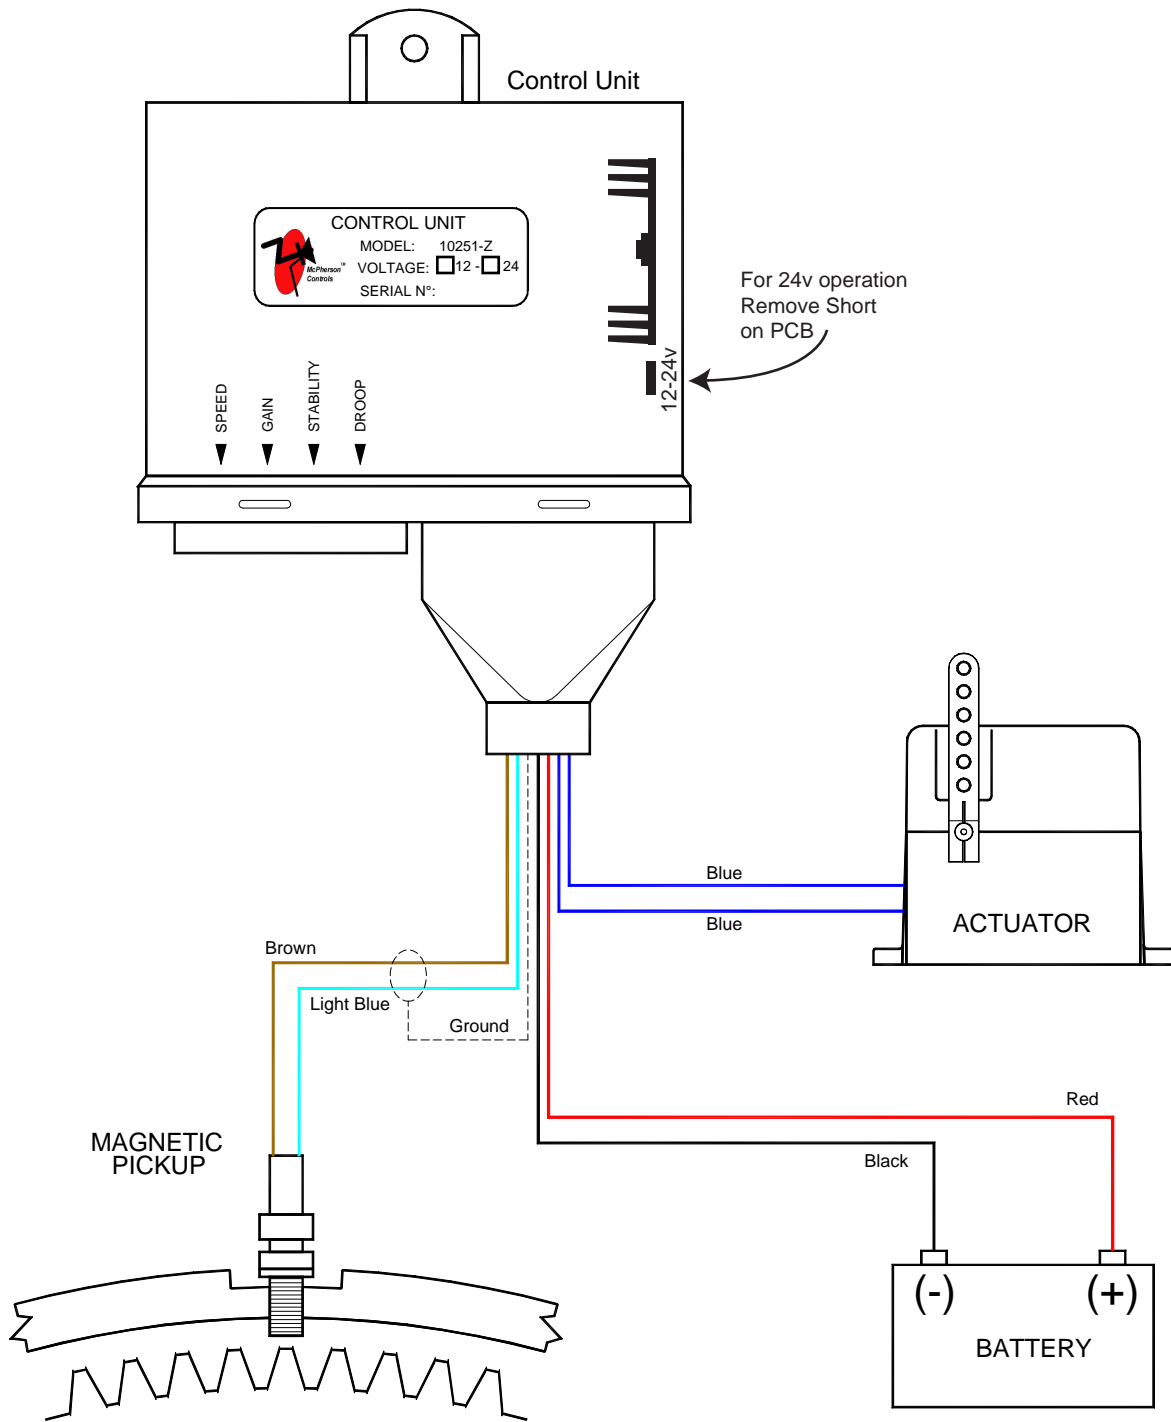 Control Unit
CONTROL UNIT
MODEL: 10251-Z
VOLTAGE: 12 - 24
SERIAL N°:
McPherson™
Controls
For 24v operation
Remove Short
on PCB
12-24v
SPEED
GAIN
STABILITY
DROOP
Blue
Blue
ACTUATOR
Brown
Light Blue
Ground
Red
Black
MAGNETIC
PICKUP
(-) (+)
BATTERY